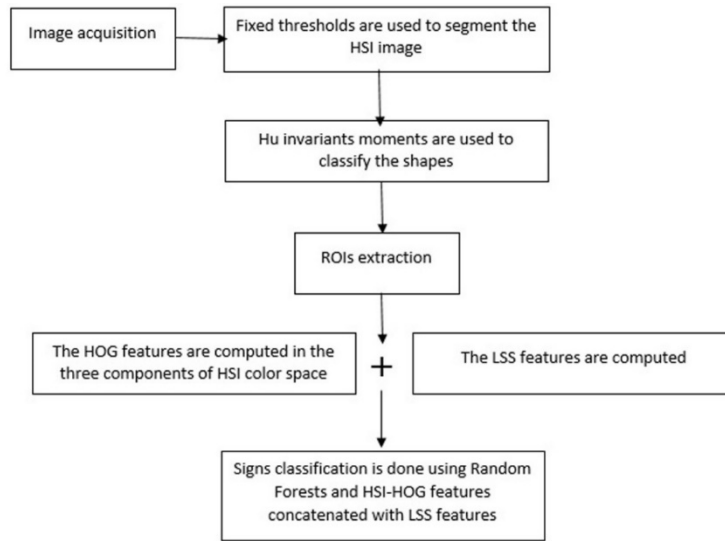 Image acquisition
Fixed thresholds are used to segment the
HSI image
Hu invariants moments are used to
classify the shapes
ROIs extraction
The HOG features are computed in the
three components of HSI color space
+
The LSS features are computed
Signs classification is done using Random
Forests and HSI-HOG features
concatenated with LSS features